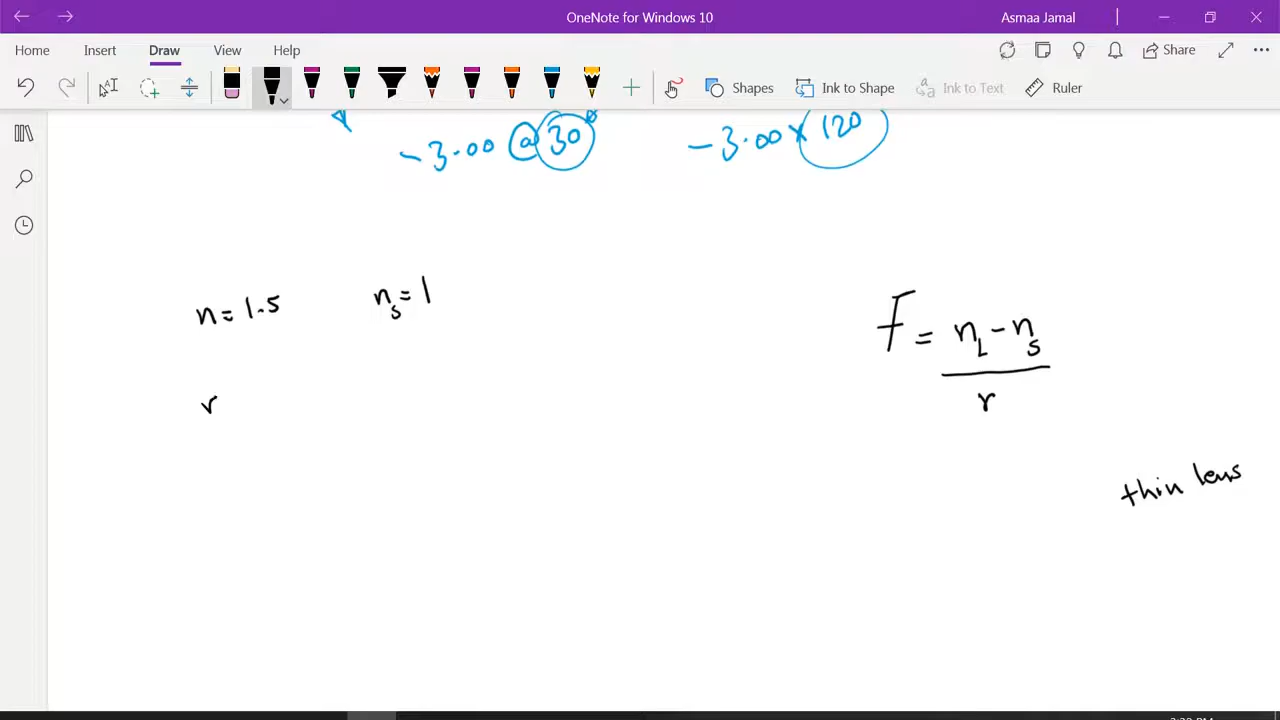 OneNote for Windows 10
Asmaa Jamal
Home Insert Draw View Help
Share
Shapes Ink to Shape Ink to Text Ruler
-3.00 @ 30
-3.00 x 120
n = 1.5 ns = 1
F = nL - ns
r
r
thin lens